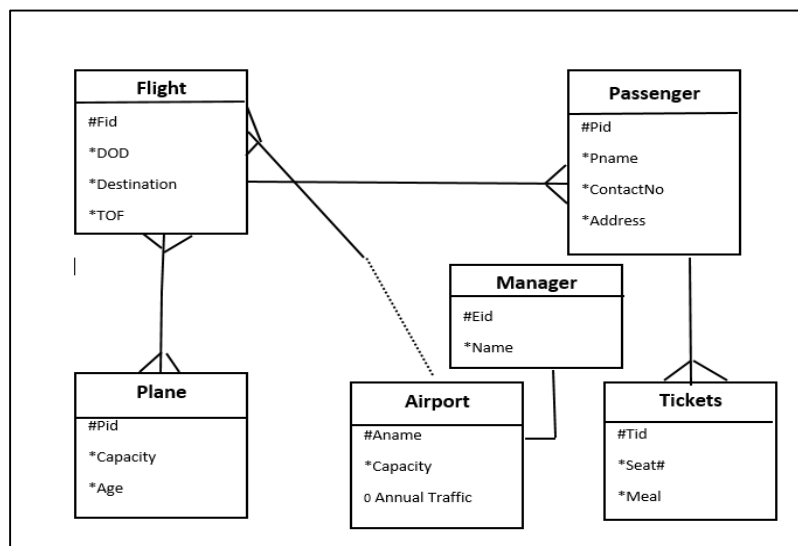 Flight
#Fid
*DOD
*Destination
*TOF
Passenger
#Pid
*Pname
*ContactNo
*Address
Manager
#Eid
*Name
Plane
#Pid
*Capacity
*Age
Airport
#Aname
*Capacity
0 Annual Traffic
Tickets
#Tid
*Seat#
*Meal